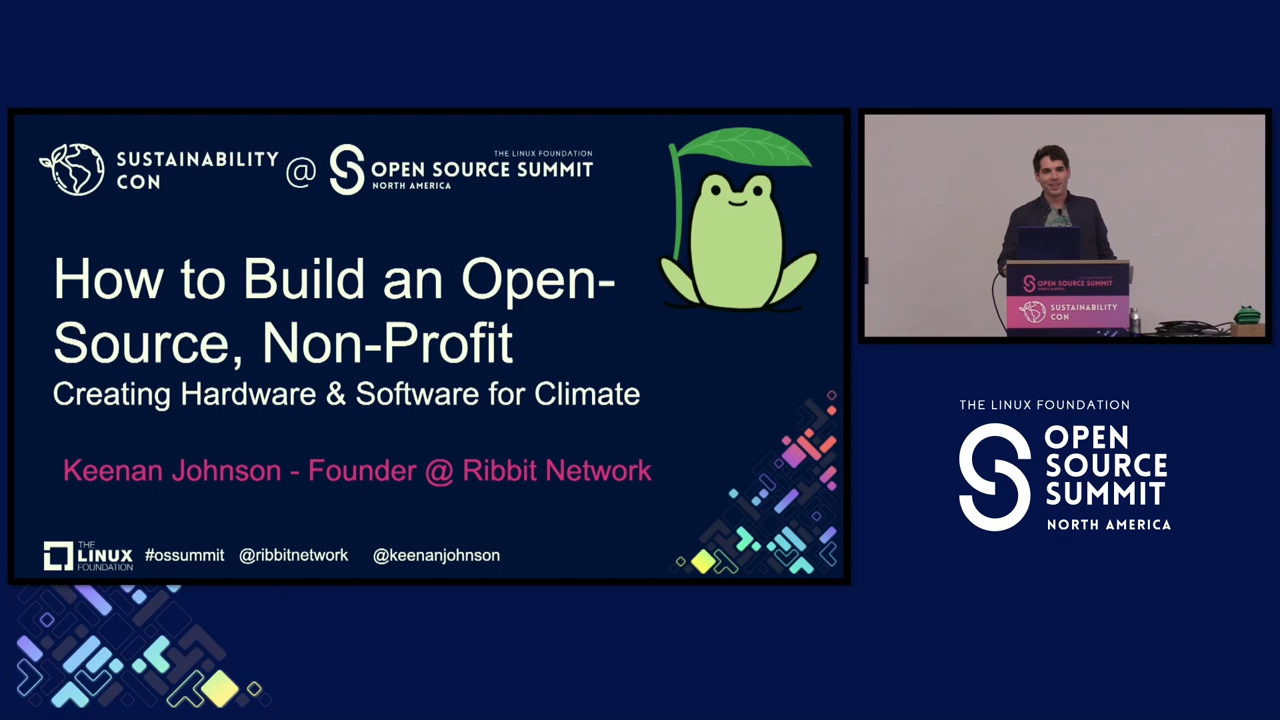 SUSTAINABILITY
CON
@
THE LINUX FOUNDATION
OPEN SOURCE SUMMIT
NORTH AMERICA
How to Build an Open-
Source, Non-Profit
Creating Hardware & Software for Climate
Keenan Johnson - Founder @ Ribbit Network
THE
LINUX
FOUNDATION
#ossummit @ribbitnetwork @keenanjohnson
OPEN SOURCE SUMMIT
NORTH AMERICA
SUSTAINABILITY
CON
THE LINUX FOUNDATION
OPEN
SOURCE
SUMMIT
NORTH AMERICA